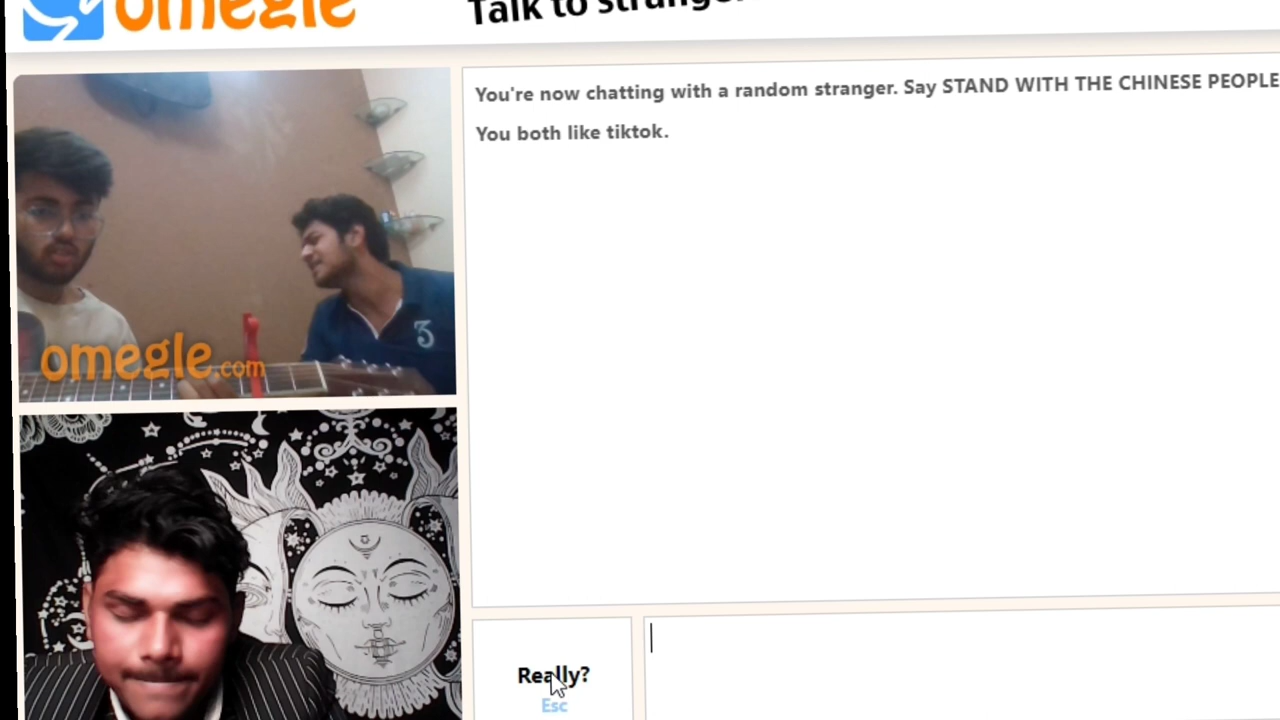 omegle
Talk to stranger
You're now chatting with a random stranger. Say STAND WITH THE CHINESE PEOPLE
You both like tiktok.
3
omegle.com
Really?
Esc